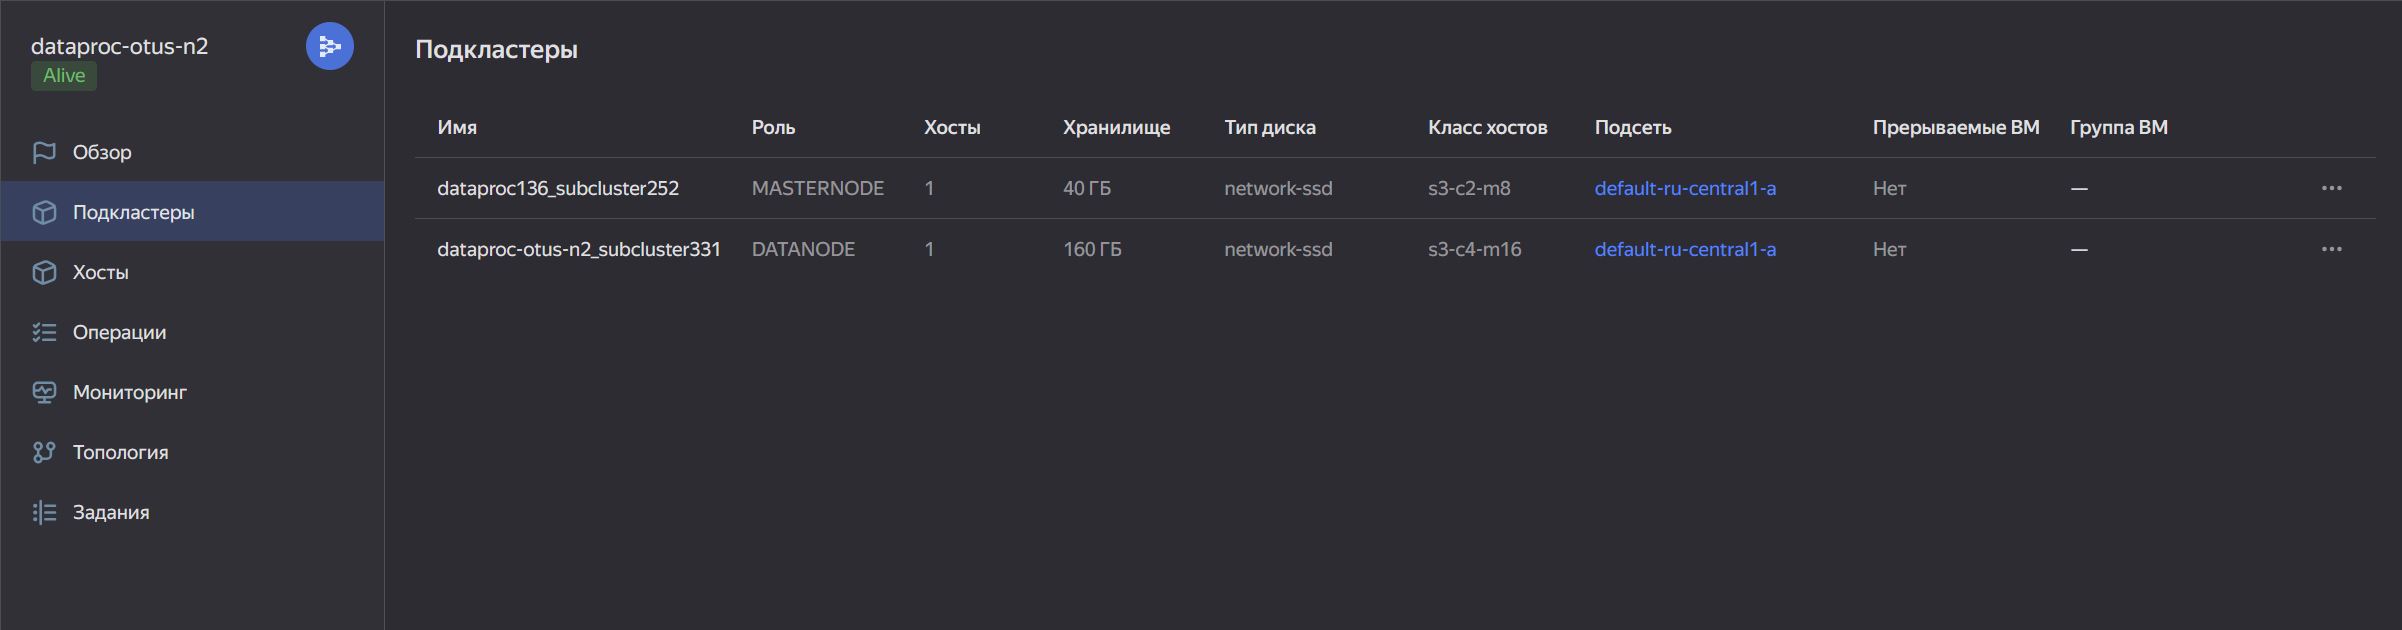 dataproc-otus-n2
Alive
Обзор
Подкластеры
Хосты
Операции
Мониторинг
Топология
Задания
Подкластеры
Имя Роль Хосты Хранилище Тип диска Класс хостов Подсеть Прерываемые ВМ Группа ВМ
dataproc136_subcluster252 MASTERNODE 1 40 ГБ network-ssd s3-c2-m8 default-ru-central1-a Нет —
dataproc-otus-n2_subcluster331 DATANODE 1 160 ГБ network-ssd s3-c4-m16 default-ru-central1-a Нет —